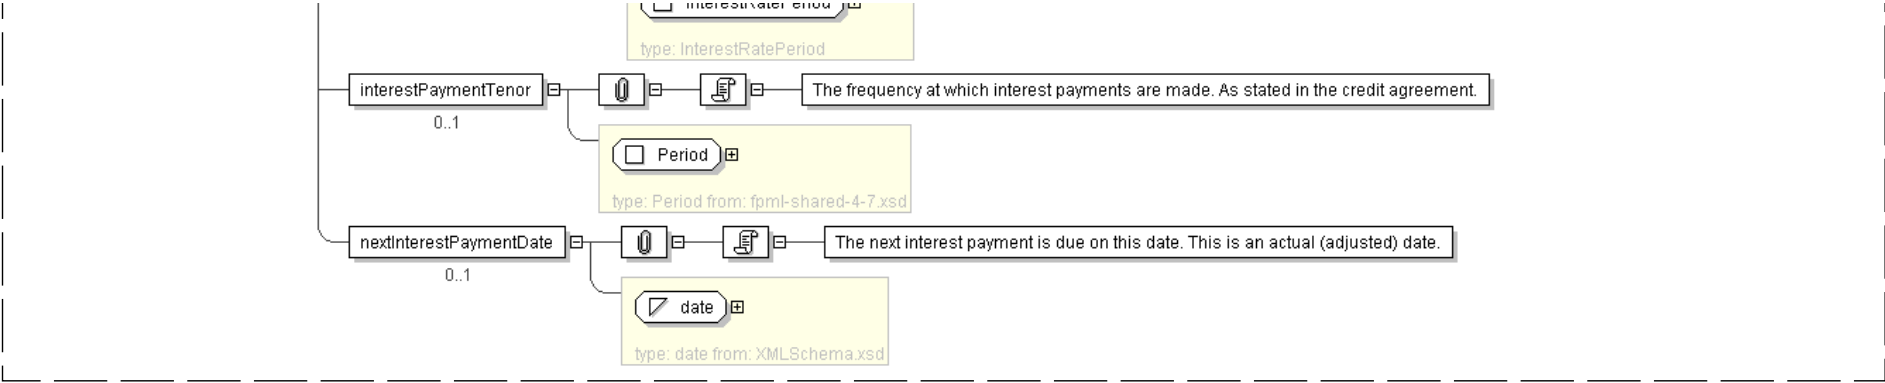 InterestRatePeriod
type: InterestRatePeriod
interestPaymentTenor
The frequency at which interest payments are made. As stated in the credit agreement.
0..1
Period
type: Period from: fpml-shared-4-7.xsd
nextInterestPaymentDate
The next interest payment is due on this date. This is an actual (adjusted) date.
0..1
date
type: date from: XMLSchema.xsd